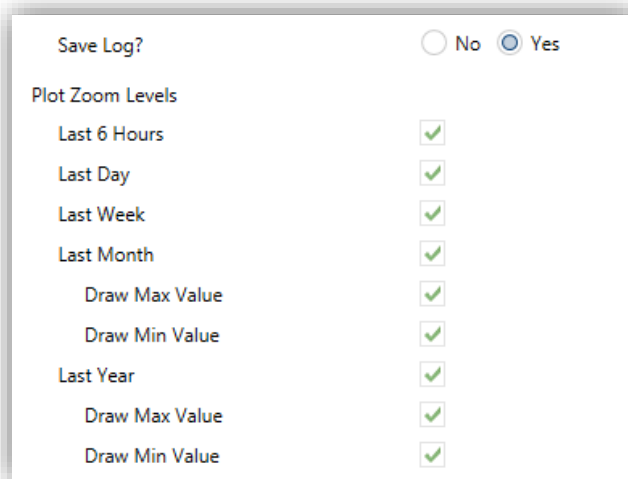 Save Log? No Yes
Plot Zoom Levels
Last 6 Hours
Last Day
Last Week
Last Month
Draw Max Value
Draw Min Value
Last Year
Draw Max Value
Draw Min Value